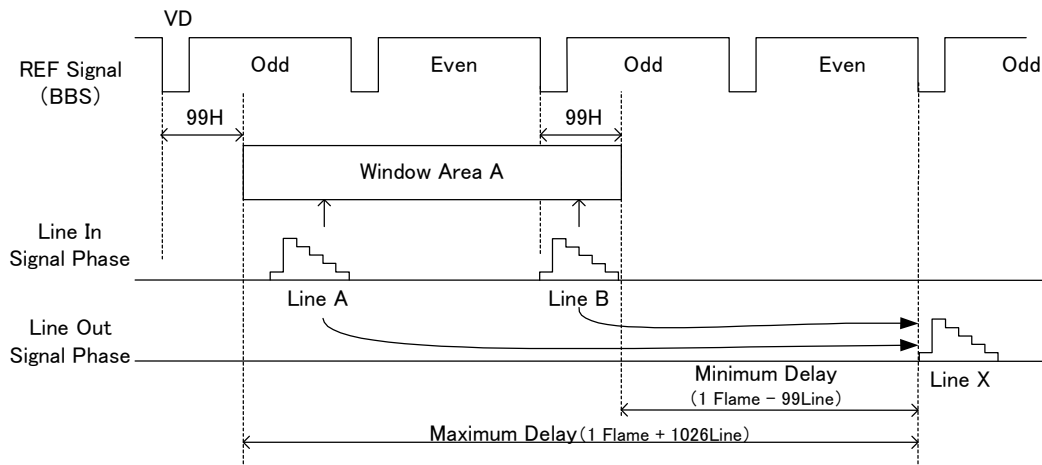 VD
REF Signal
(BBS)
Odd
Even
Odd
Even
Odd
99H
99H
Window Area A
Line In
Signal Phase
Line A
Line B
Line Out
Signal Phase
Line X
Minimum Delay
(1 Flame - 99Line)
Maximum Delay(1 Flame + 1026Line)